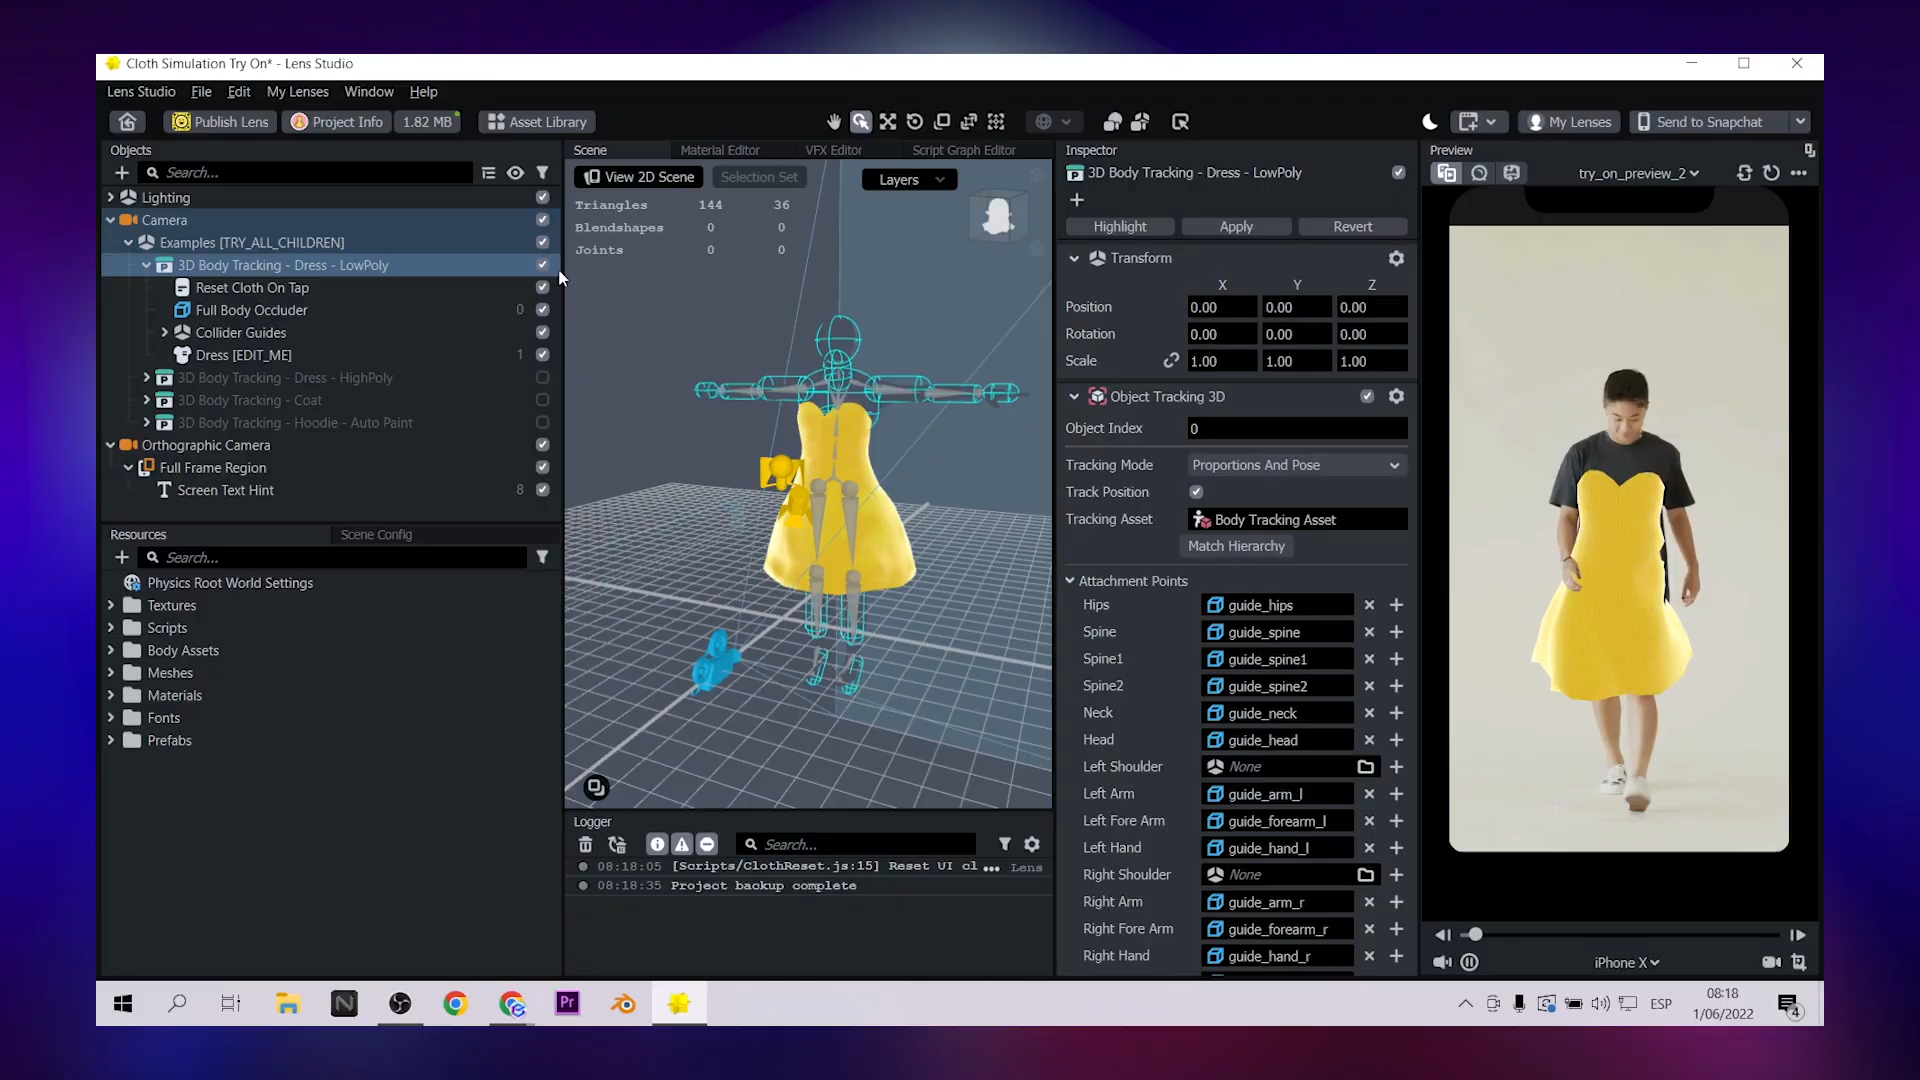 Cloth Simulation Try On* - Lens Studio
Lens Studio File Edit My Lenses Window Help
Publish Lens Project Info 1.82 MB Asset Library My Lenses Send to Snapchat
Objects
Search...
Lighting
Camera
Examples [TRY_ALL_CHILDREN]
3D Body Tracking - Dress - LowPoly
Reset Cloth On Tap
Full Body Occluder 0
Collider Guides
Dress [EDIT_ME] 1
3D Body Tracking - Dress - HighPoly
3D Body Tracking - Coat
3D Body Tracking - Hoodie - Auto Paint
Orthographic Camera
Full Frame Region
Screen Text Hint 8
Resources Scene Config
Search...
Physics Root World Settings
Textures
Scripts
Body Assets
Meshes
Materials
Fonts
Prefabs
Scene Material Editor VFX Editor Script Graph Editor
View 2D Scene Selection Set Layers
Triangles 144 36
Blendshapes 0 0
Joints 0 0
Logger
Search...
08:18:05 [Scripts/ClothReset.js:15] Reset UI cl ... Lens
08:18:35 Project backup complete
Inspector
3D Body Tracking - Dress - LowPoly
Highlight Apply Revert
Transform
X Y Z
Position 0.00 0.00 0.00
Rotation 0.00 0.00 0.00
Scale 1.00 1.00 1.00
Object Tracking 3D
Object Index 0
Tracking Mode Proportions And Pose
Track Position
Tracking Asset Body Tracking Asset
Match Hierarchy
Attachment Points
Hips guide_hips
Spine guide_spine
Spine1 guide_spine1
Spine2 guide_spine2
Neck guide_neck
Head guide_head
Left Shoulder None
Left Arm guide_arm_l
Left Fore Arm guide_forearm_l
Left Hand guide_hand_l
Right Shoulder None
Right Arm guide_arm_r
Right Fore Arm guide_forearm_r
Right Hand guide_hand_r
Preview
try_on_preview_2
iPhone X
N Pr ESP 08:18
1/06/2022 4